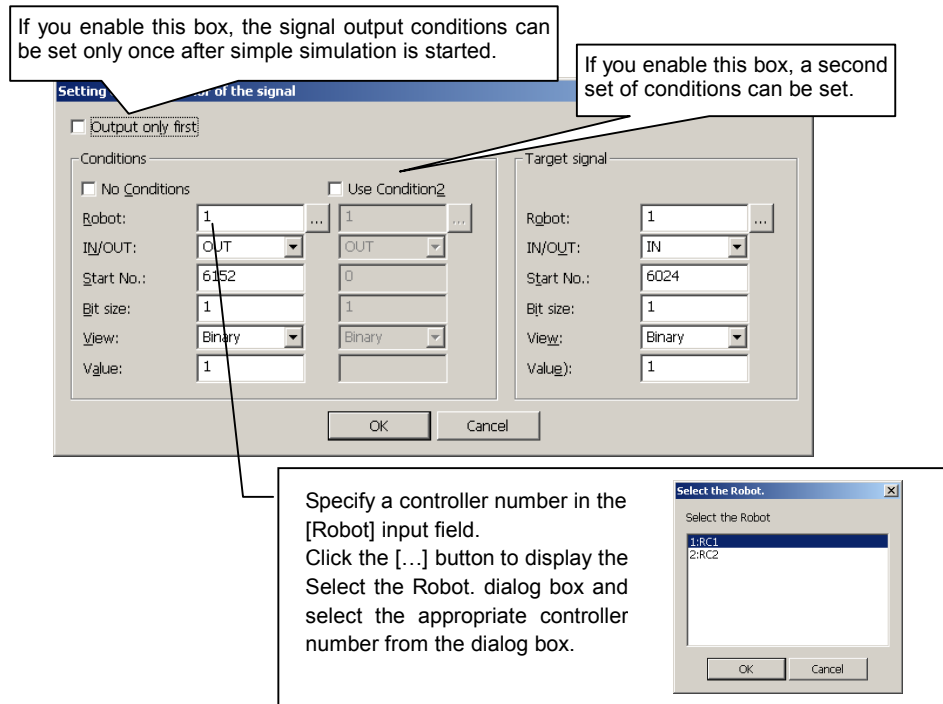 If you enable this box, the signal output conditions can
be set only once after simple simulation is started.
If you enable this box, a second
set of conditions can be set.
Setting or of the signal
Output only first
Conditions
No Conditions
Use Condition2
Robot: 1 ... 1 ...
IN/OUT: OUT OUT
Start No.: 6152 0
Bit size: 1 1
View: Binary Binary
Value: 1
Target signal
Robot: 1 ...
IN/OUT: IN
Start No.: 6024
Bit size: 1
View: Binary
Value): 1
OK Cancel
Specify a controller number in the
[Robot] input field.
Click the […] button to display the
Select the Robot. dialog box and
select the appropriate controller
number from the dialog box.
Select the Robot.
Select the Robot
1:RC1
2:RC2
OK Cancel